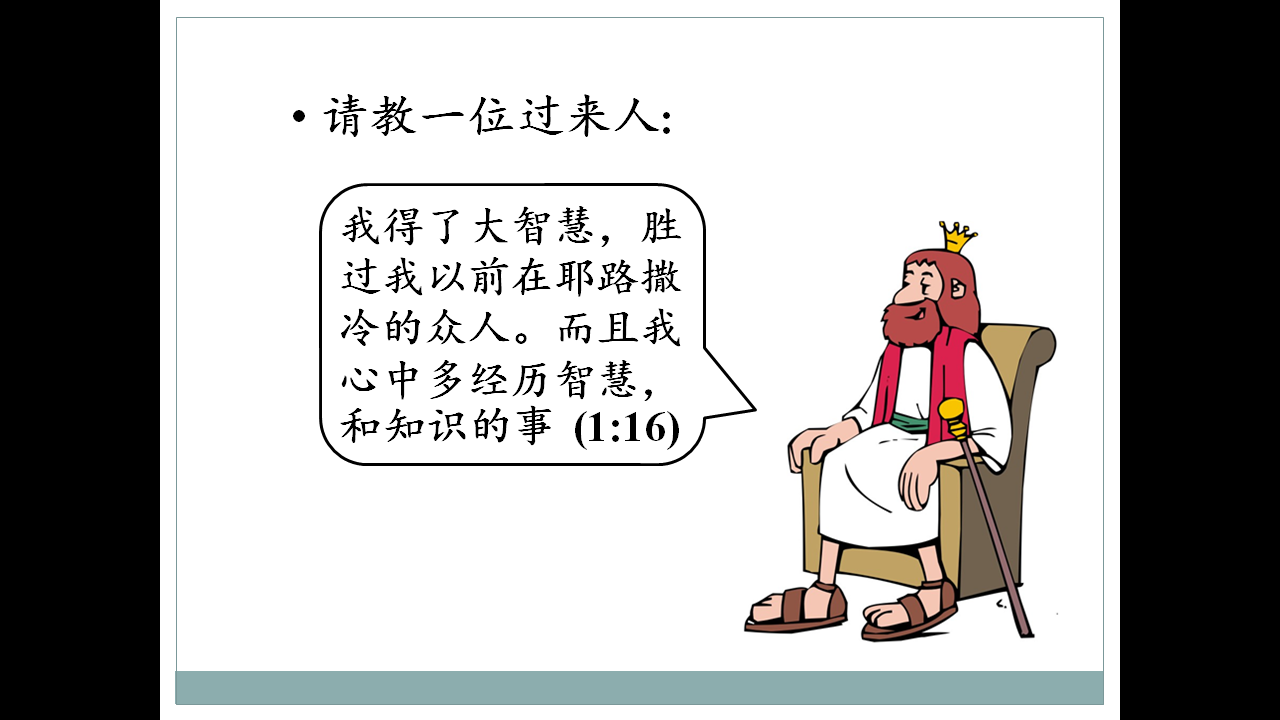 • 请教一位过来人:
我得了大智慧，胜
过我以前在耶路撒
冷的众人。而且我
心中多经历智慧，
和知识的事 (1:16)